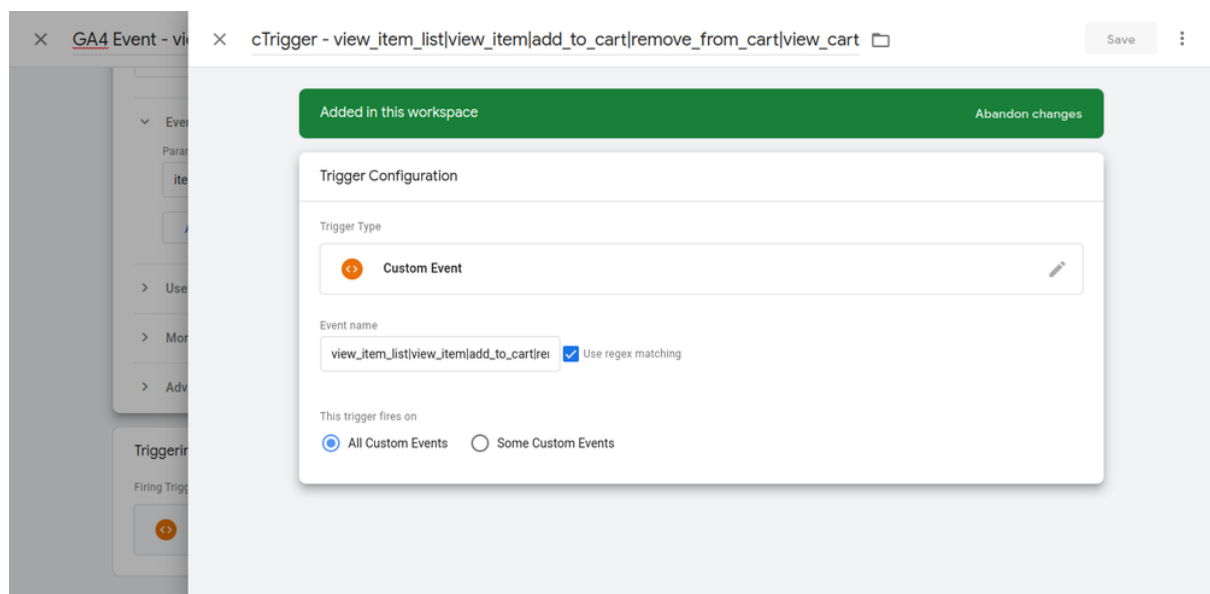 GA4 Event - vi
cTrigger - view_item_list|view_item|add_to_cart|remove_from_cart|view_cart
Save
Added in this workspace
Abandon changes
Trigger Configuration
Trigger Type
Custom Event
Event name
view_item_list|view_item|add_to_cart|re
Use regex matching
This trigger fires on
All Custom Events
Some Custom Events
Eve
Para
ite
Use
Mor
Adv
Triggerin
Firing Trigg